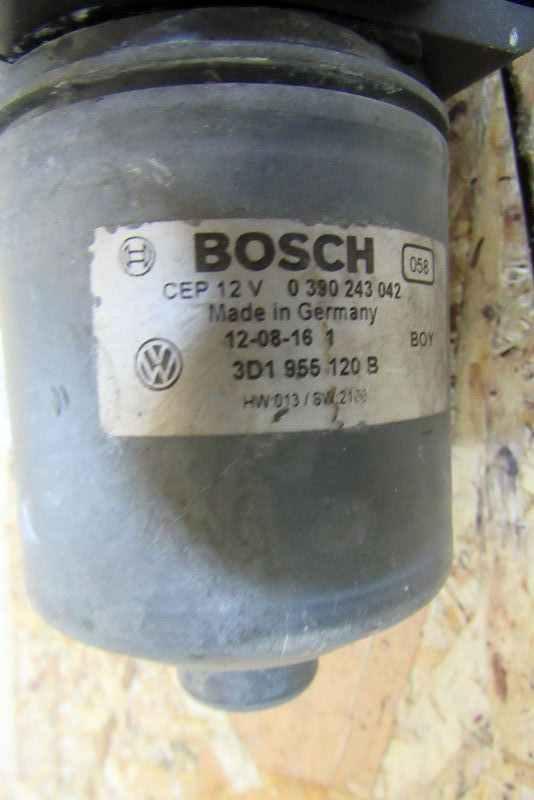 BOSCH 058
CEP 12 V 0 390 243 042
Made in Germany
12-08-16 1 BOY
3D1 955 120 B
HW 013 / SW